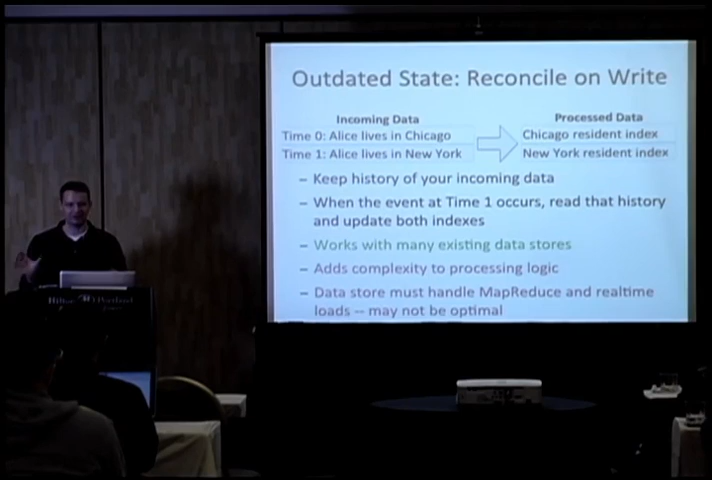 Outdated State: Reconcile on Write
Incoming Data
Processed Data
Time 0: Alice lives in Chicago
Chicago resident index
Time 1: Alice lives in New York
New York resident index
– Keep history of your incoming data
– When the event at Time 1 occurs, read that history
and update both indexes
– Works with many existing data stores
– Adds complexity to processing logic
– Data store must handle MapReduce and realtime
loads -- may not be optimal
Hilton Portland